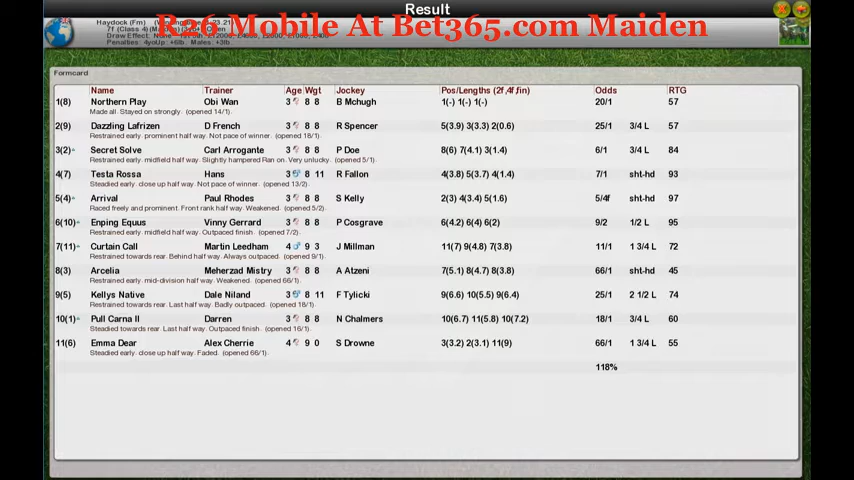 Result
Bet Mobile At Bet365.com Maiden
Haydock (Fm)
7f (Class 4)
Draw Effect, None
Penalties: 4yo Up: +6lb. Males: +3lb.
Formcard
Name Trainer Age Wgt Jockey Pos/Lengths (2f,4f,fin) Odds RTG
1(8) Northern Play Obi Wan 3 8 8 B Mchugh 1(-) 1(-) 1(-) 20/1 57
Made all. Stayed on strongly. (opened 14/1)
2(9) Dazzling Lafrizen D French 3 8 8 R Spencer 5(3.9) 3(3.3) 2(0.6) 25/1 3/4 L 57
Restrained early. prominent half way. Not pace of winner. (opened 18/1)
3(2) Secret Solve Carl Arrogante 3 8 8 P Doe 8(6) 7(4.1) 3(1.4) 6/1 3/4 L 84
Restrained early. midfield half way. Slightly hampered Ran on. Very unlucky. (opened 5/1)
4(7) Testa Rossa Hans 3 8 11 R Fallon 4(3.8) 5(3.7) 4(1.4) 7/1 sht-hd 93
Steadied early. close up half way. Not pace of winner. (opened 13/2)
5(4) Arrival Paul Rhodes 3 8 8 S Kelly 2(3) 4(3.4) 5(1.6) 5/4f sht-hd 97
Raced freely and prominent. Front rank half way. Weakened. (opened 5/2)
6(10) Enping Equus Vinny Gerrard 3 8 8 P Cosgrave 6(4.2) 6(4) 6(2) 9/2 1/2 L 95
Restrained early. midfield half way. Outpaced finish. (opened 7/2)
7(11) Curtain Call Martin Leedham 4 9 3 J Millman 11(7) 9(4.8) 7(3.8) 11/1 1 3/4 L 72
Restrained towards rear. Behind half way. Always outpaced. (opened 9/1)
8(3) Arcelia Meherzad Mistry 3 8 8 A Atzeni 7(5.1) 8(4.7) 8(3.8) 66/1 sht-hd 45
Restrained early. mid-division half way. Weakened. (opened 66/1)
9(5) Kellys Native Dale Niland 3 8 11 F Tylicki 9(6.6) 10(5.5) 9(6.4) 25/1 2 1/2 L 74
Restrained towards rear. Last half way. Badly outpaced. (opened 18/1)
10(1) Pull Carna II Darren 3 8 8 N Chalmers 10(6.7) 11(5.8) 10(7.2) 18/1 3/4 L 60
Steadied towards rear. Last half way. Outpaced finish. (opened 16/1)
11(6) Emma Dear Alex Cherrie 4 9 0 S Drowne 3(3.2) 2(3.1) 11(9) 66/1 1 3/4 L 55
Steadied early. close up half way. Faded. (opened 66/1)
118%